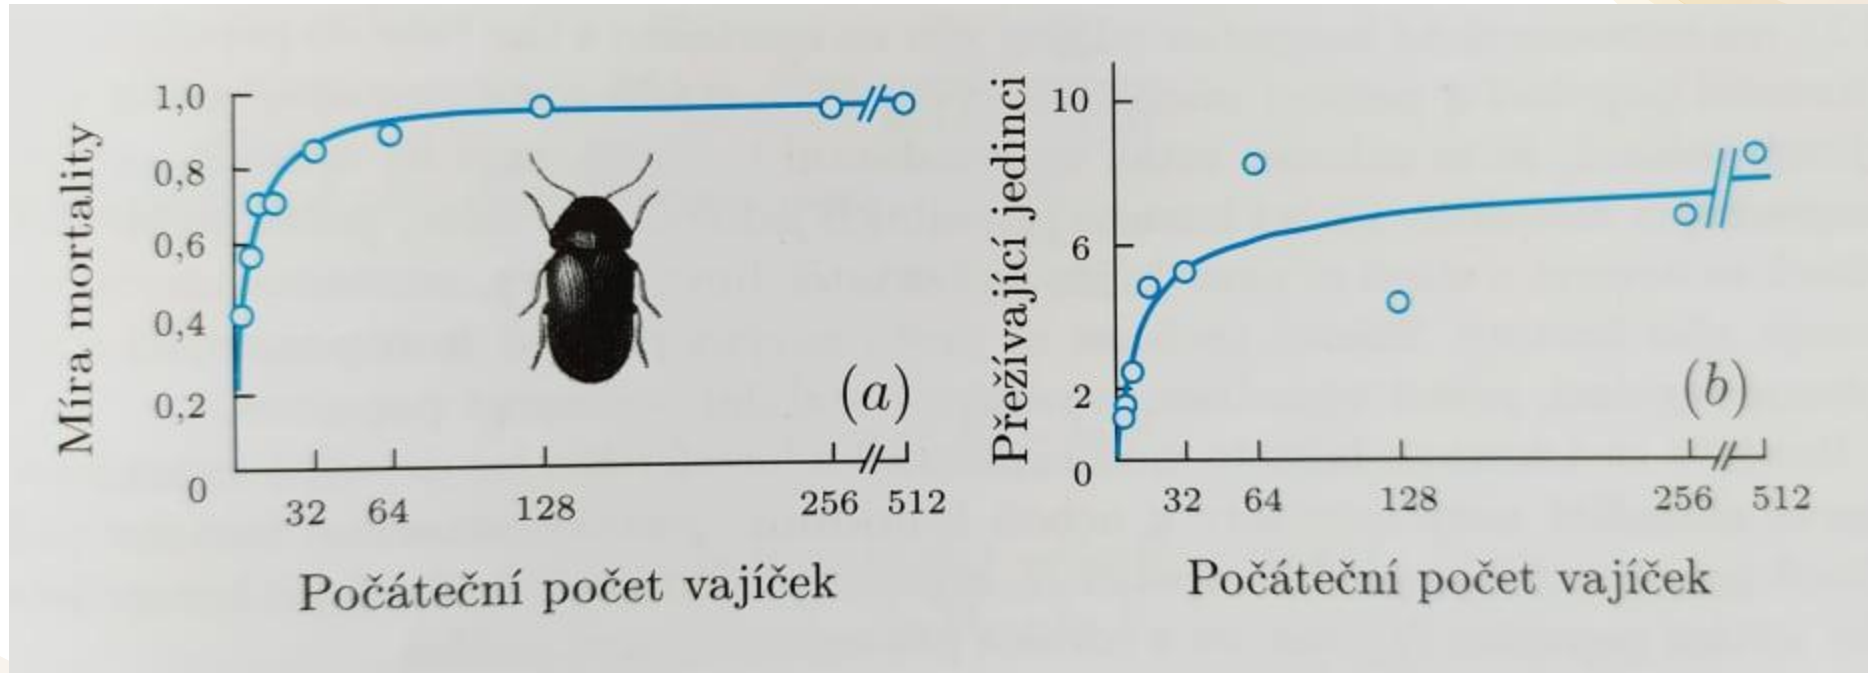 Míra mortality
1,0
0,8
0,6
0,4
0,2
0
32 64 128 256 512
Počáteční počet vajíček
(a)
Přežívající jedinci
10
6
2
0
32 64 128 256 512
Počáteční počet vajíček
(b)